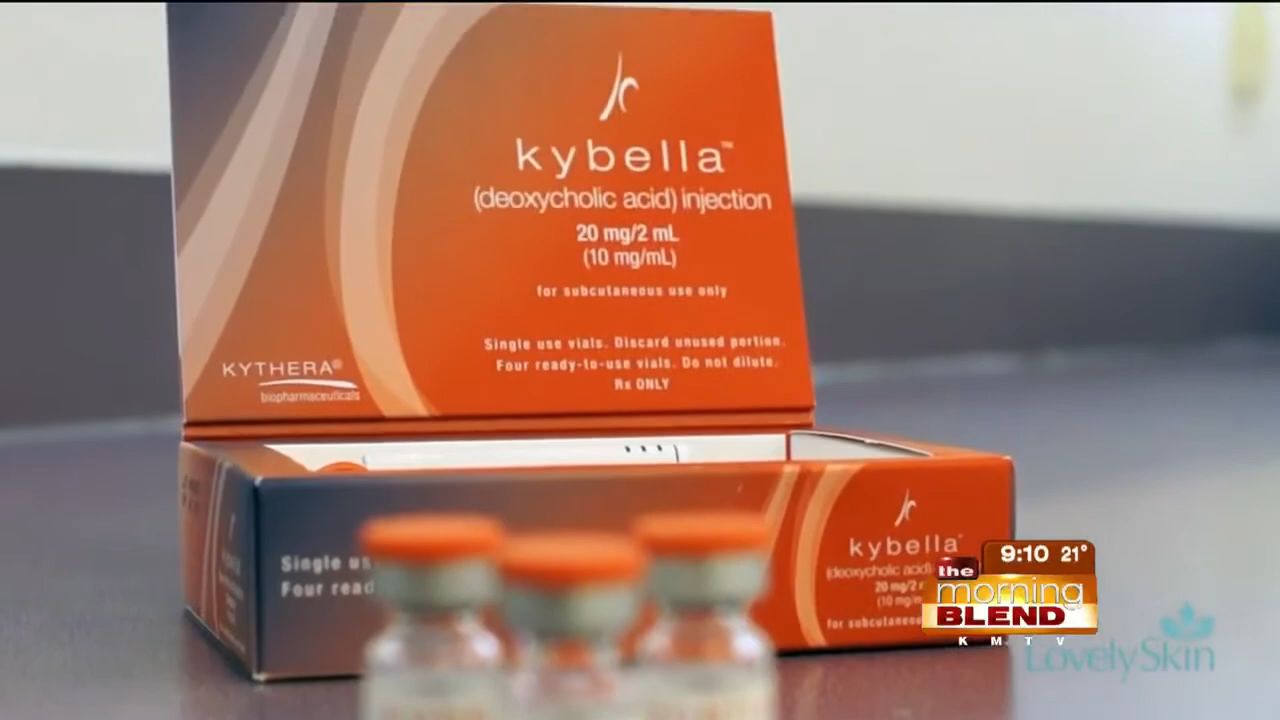 kybella™
(deoxycholic acid) injection
20 mg/2 mL
(10 mg/mL)
for subcutaneous use only
Single use vials. Discard unused portion.
Four ready-to-use vials. Do not dilute.
Rx ONLY
KYTHERA®
biopharmaceuticals
Single us
Four read
kybella
(deoxycholic acid)
20 mg/2
(10 mg/m
for subcutaneous
9:10 21°
the
morning
BLEND
KMTV
LovelySkin